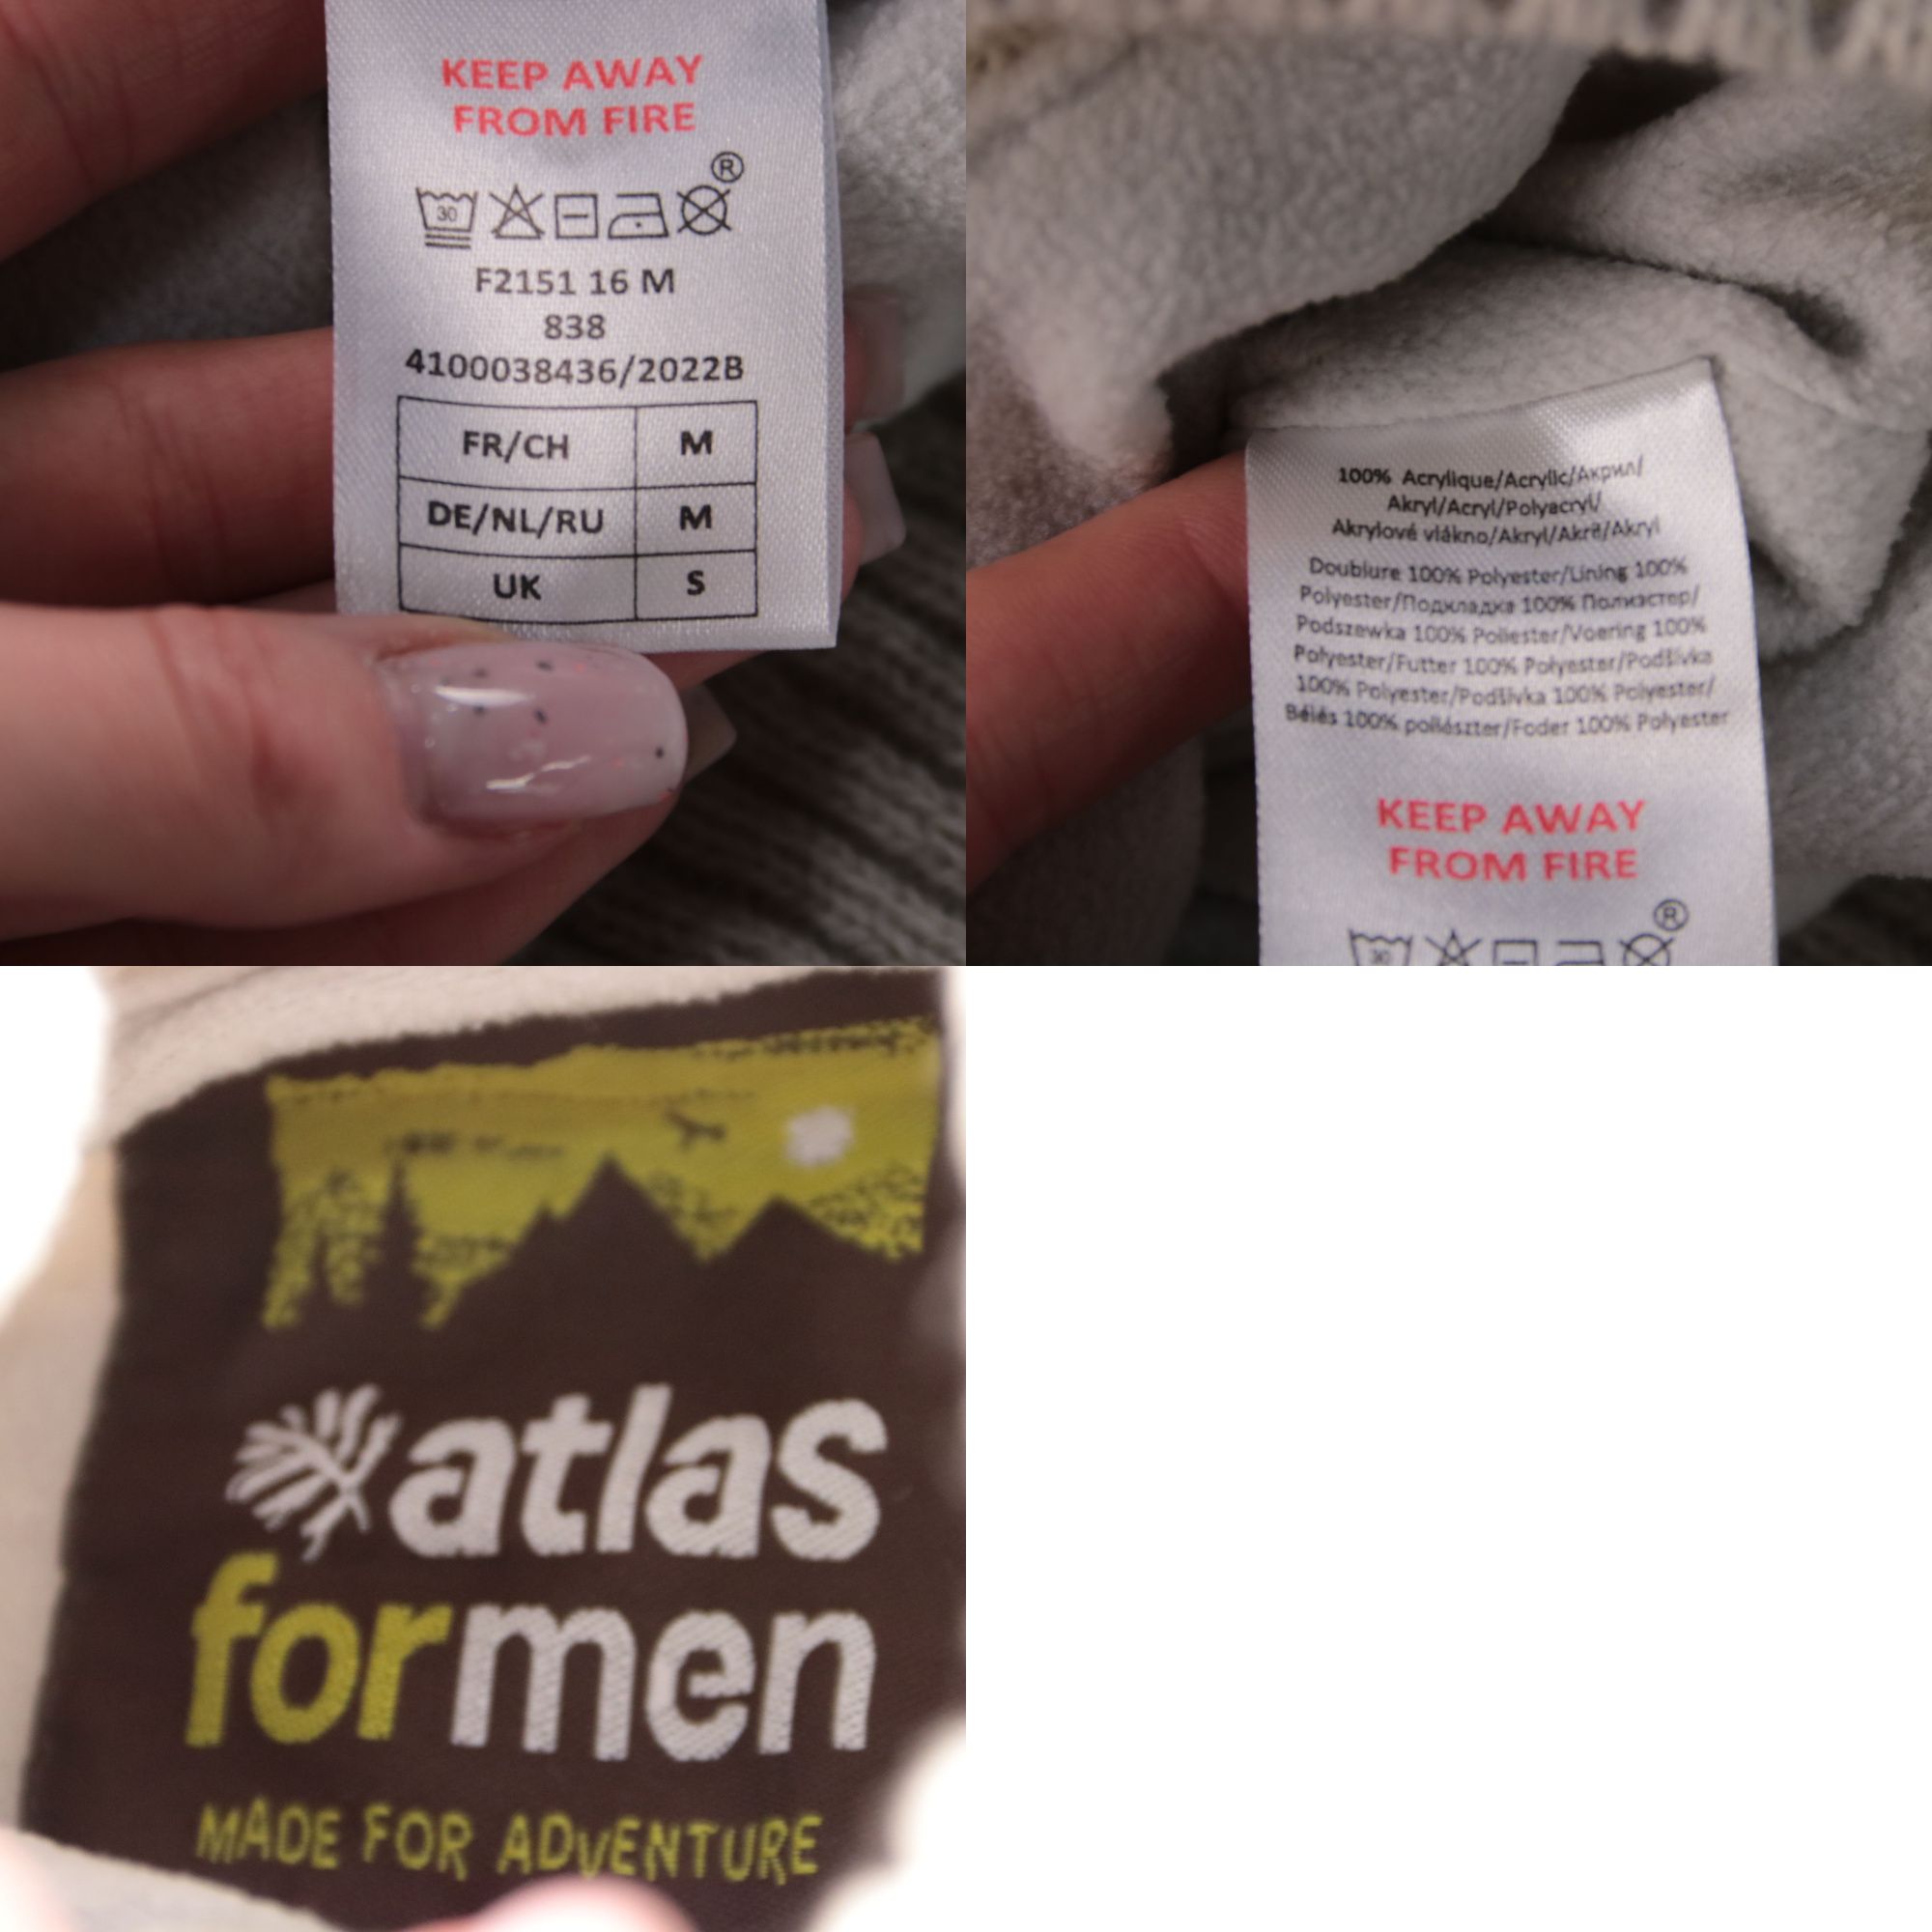 KEEP AWAY
FROM FIRE
®
30
F2151 16 M
838
4100038436/2022B
FR/CH M
DE/NL/RU M
UK S
100% Acrylique/Acrylic/Акрил/
Akryl/Acryl/Polyacryl/
Akrylové vlákno/Akryl/Akril/Akryl
Doublure 100% Polyester/Lining 100%
Polyester/Подкладка 100% Полиэстер/
Podszewka 100% Poliester/Voering 100%
Polyester/Futter 100% Polyester/Podšívka
100% Polyester/Podšívka 100% Polyester/
Bélés 100% poliészter/Foder 100% Polyester
KEEP AWAY
FROM FIRE
®
30
atlas
formen
MADE FOR ADVENTURE